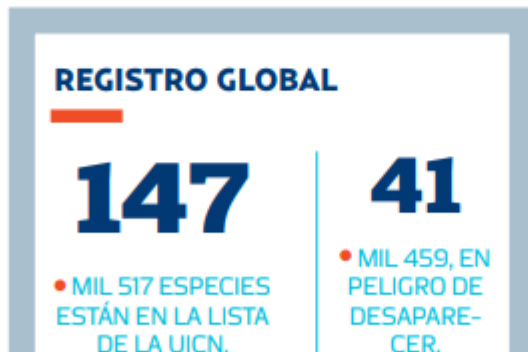 REGISTRO GLOBAL
147
• MIL 517 ESPECIES
ESTÁN EN LA LISTA
DE LA UICN.
41
• MIL 459, EN
PELIGRO DE
DESAPARE-
CER.